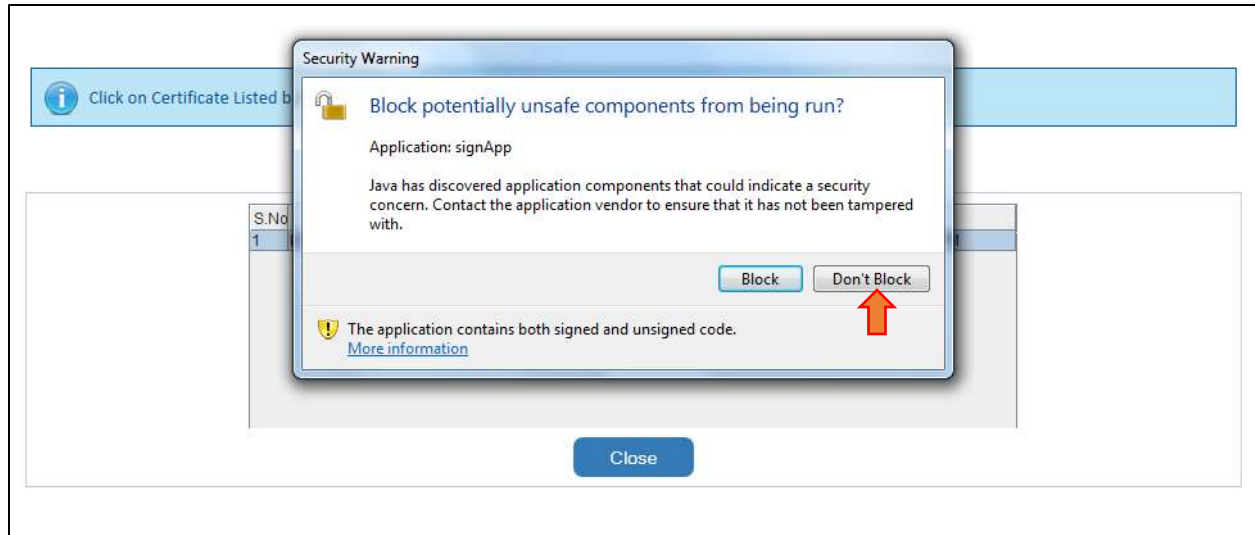 Security Warning
Click on Certificate Listed
Block potentially unsafe components from being run?
Application: signApp
Java has discovered application components that could indicate a security
concern. Contact the application vendor to ensure that it has not been tampered
with.
S.No
1
Block
Don't Block
The application contains both signed and unsigned code.
More information
Close